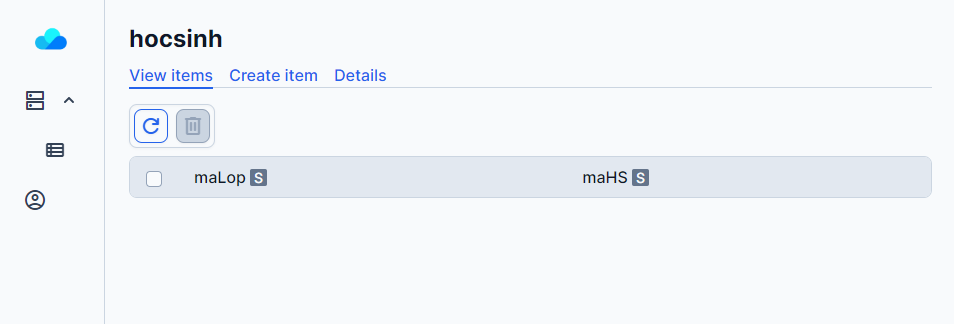 hocsinh
View items Create item Details
maLop S maHS S